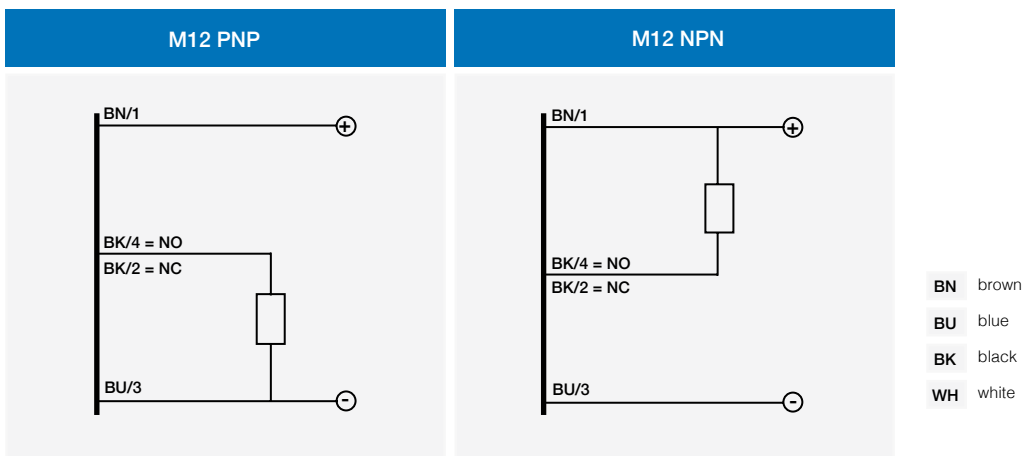 M12 PNP
BN/1
+
BK/4 = NO
BK/2 = NC
BU/3
-
M12 NPN
BN/1
+
BK/4 = NO
BK/2 = NC
BU/3
-
BN brown
BU blue
BK black
WH white